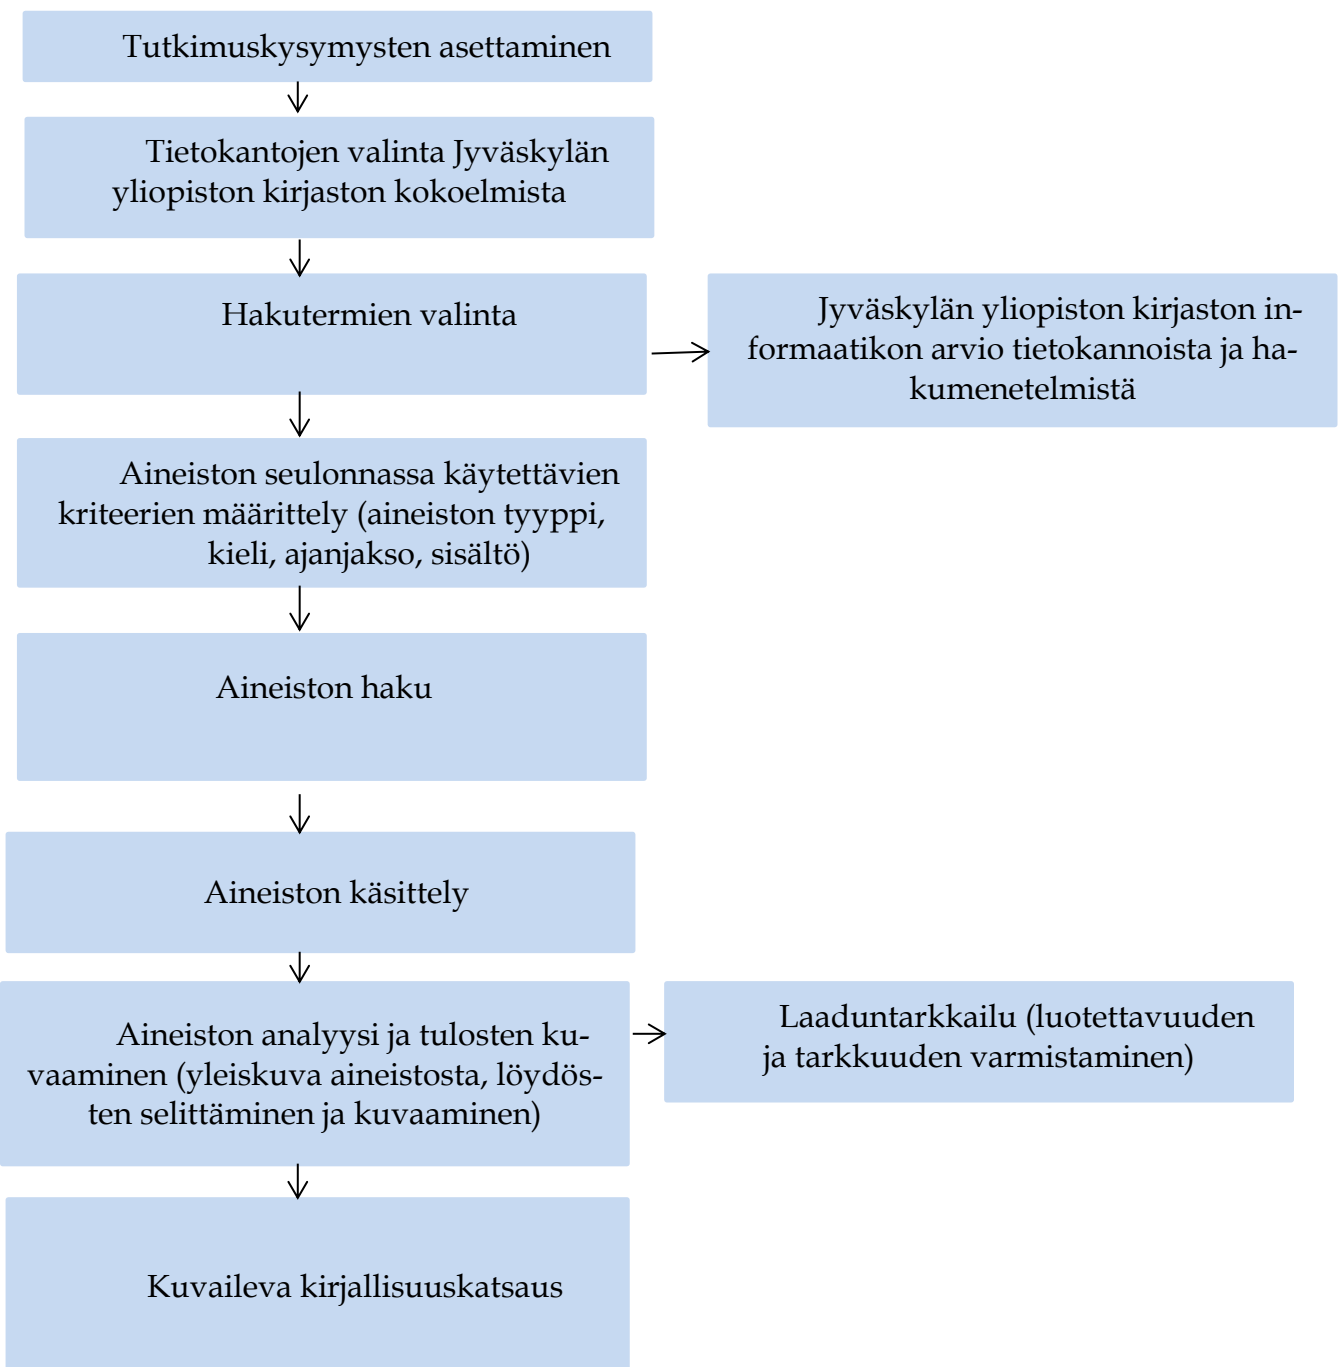 Tutkimuskysymysten asettaminen
Tietokantojen valinta Jyväskylän
yliopiston kirjaston kokoelmista
Hakutermien valinta
Jyväskylän yliopiston kirjaston in-
formaatikon arvio tietokannoista ja ha-
kumenetelmistä
Aineiston seulonnassa käytettävien
kriteerien määrittely (aineiston tyyppi,
kieli, ajanjakso, sisältö)
Aineiston haku
Aineiston käsittely
Aineiston analyysi ja tulosten ku-
vaaminen (yleiskuva aineistosta, löydös-
ten selittäminen ja kuvaaminen)
Laaduntarkkailu (luotettavuuden
ja tarkkuuden varmistaminen)
Kuvaileva kirjallisuuskatsaus